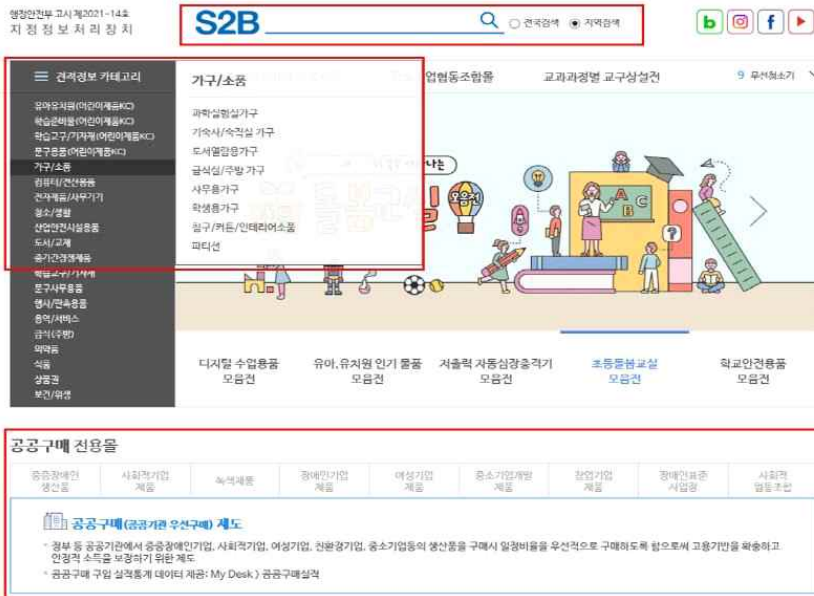 행정안전부 고시 제2021-14호
지 정 정 보 처 리 장 치
S2B
전국검색
지역검색
견적정보 카테고리
유아유치원(어린이제품KC)
학습준비물(어린이제품KC)
학습교구/기자재(어린이제품KC)
문구용품(어린이제품KC)
가구/소품
컴퓨터/전산용품
전자제품/사무기기
청소/생활
산업안전시설용품
도서/교재
중기간경쟁제품
학습교구/기자재
문구사무용품
행사/판촉용품
용역/서비스
급식(주방)
의약품
식품
상품권
보건/위생
가구/소품
과학실험실가구
기숙사/숙직실 가구
도서열람용가구
급식실/주방 가구
사무용가구
학생용가구
침구/커튼/인테리어소품
파티션
업협동조합몰
교과과정별 교구상설전
9 무선청소기
A B C
디지털 수업용품
모음전
유아,유치원 인기 물품
모음전
저출력 자동심장충격기
모음전
초등돌봄교실
모음전
학교안전용품
모음전
공공구매 전용몰
중증장애인
생산품
사회적기업
제품
녹색제품
장애인기업
제품
여성기업
제품
중소기업개발
제품
창업기업
제품
장애인표준
사업장
사회적
협동조합
공공구매(공공기관 우선구매) 제도
정부 등 공공기관에서 중증장애인기업, 사회적기업, 여성기업, 친환경기업, 중소기업등의 생산품을 구매시 일정비율을 우선적으로 구매하도록 함으로써 고용기반을 확충하고
안정적 소득을 보장하기 위한 제도
공공구매 구입 실적통계 데이터 제공: My Desk > 공공구매실적